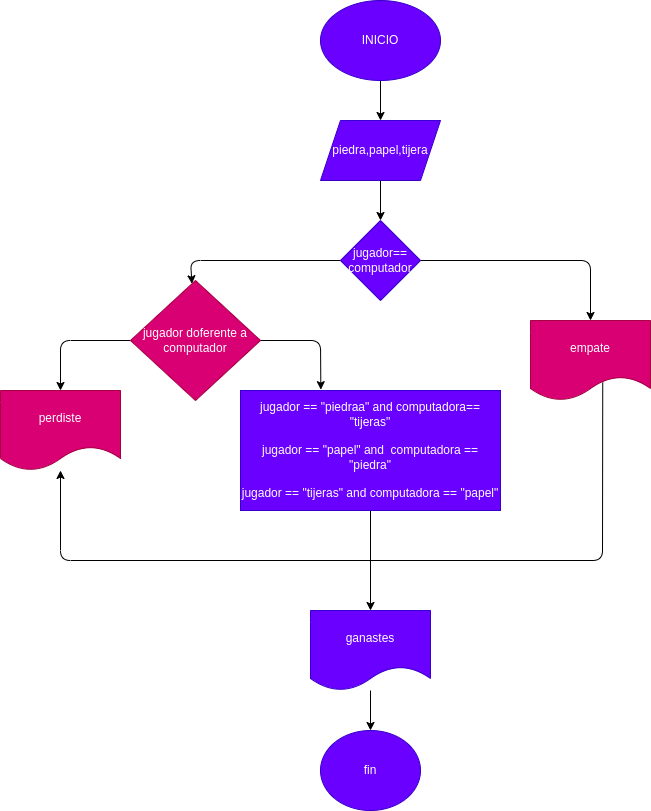 INICIO
piedra,papel,tijera
jugador==
computador
jugador doferente a
computador
empate
perdiste
jugador == "piedraa" and computadora==
"tijeras"
jugador == "papel" and  computadora ==
"piedra"
jugador == "tijeras" and computadora == "papel"
ganastes
fin